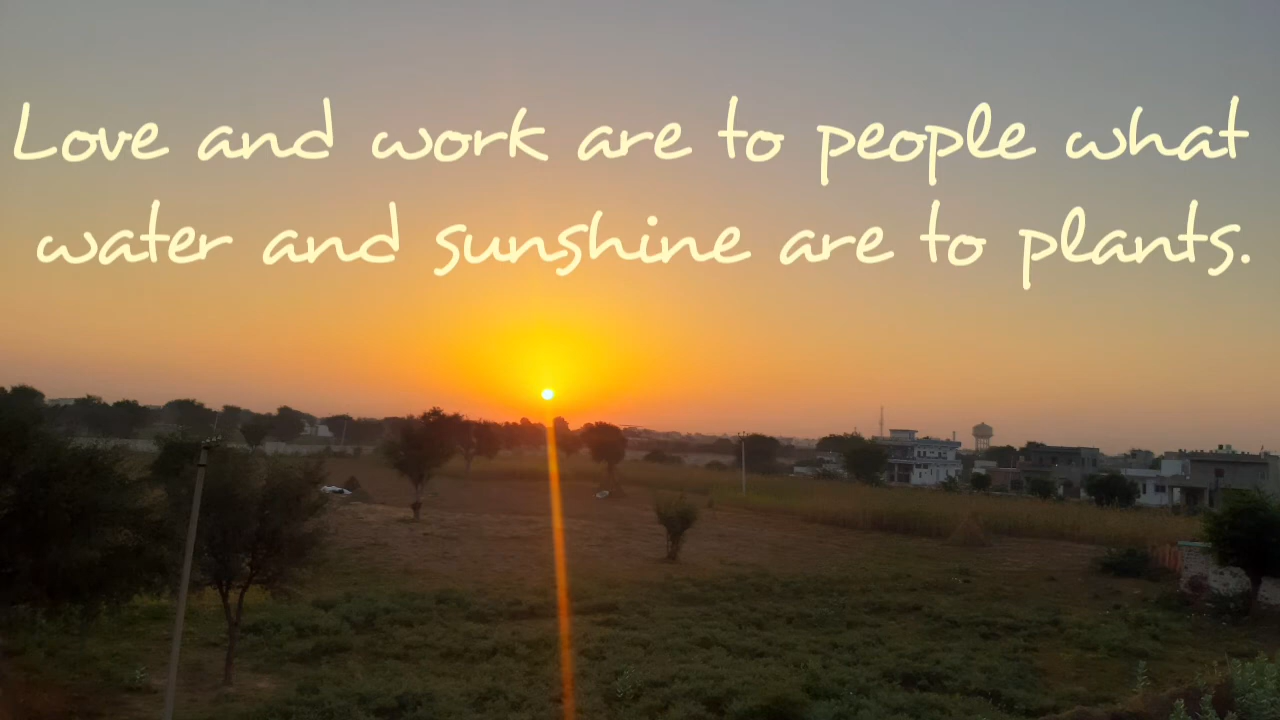 Love and work are to people what
water and sunshine are to plants.